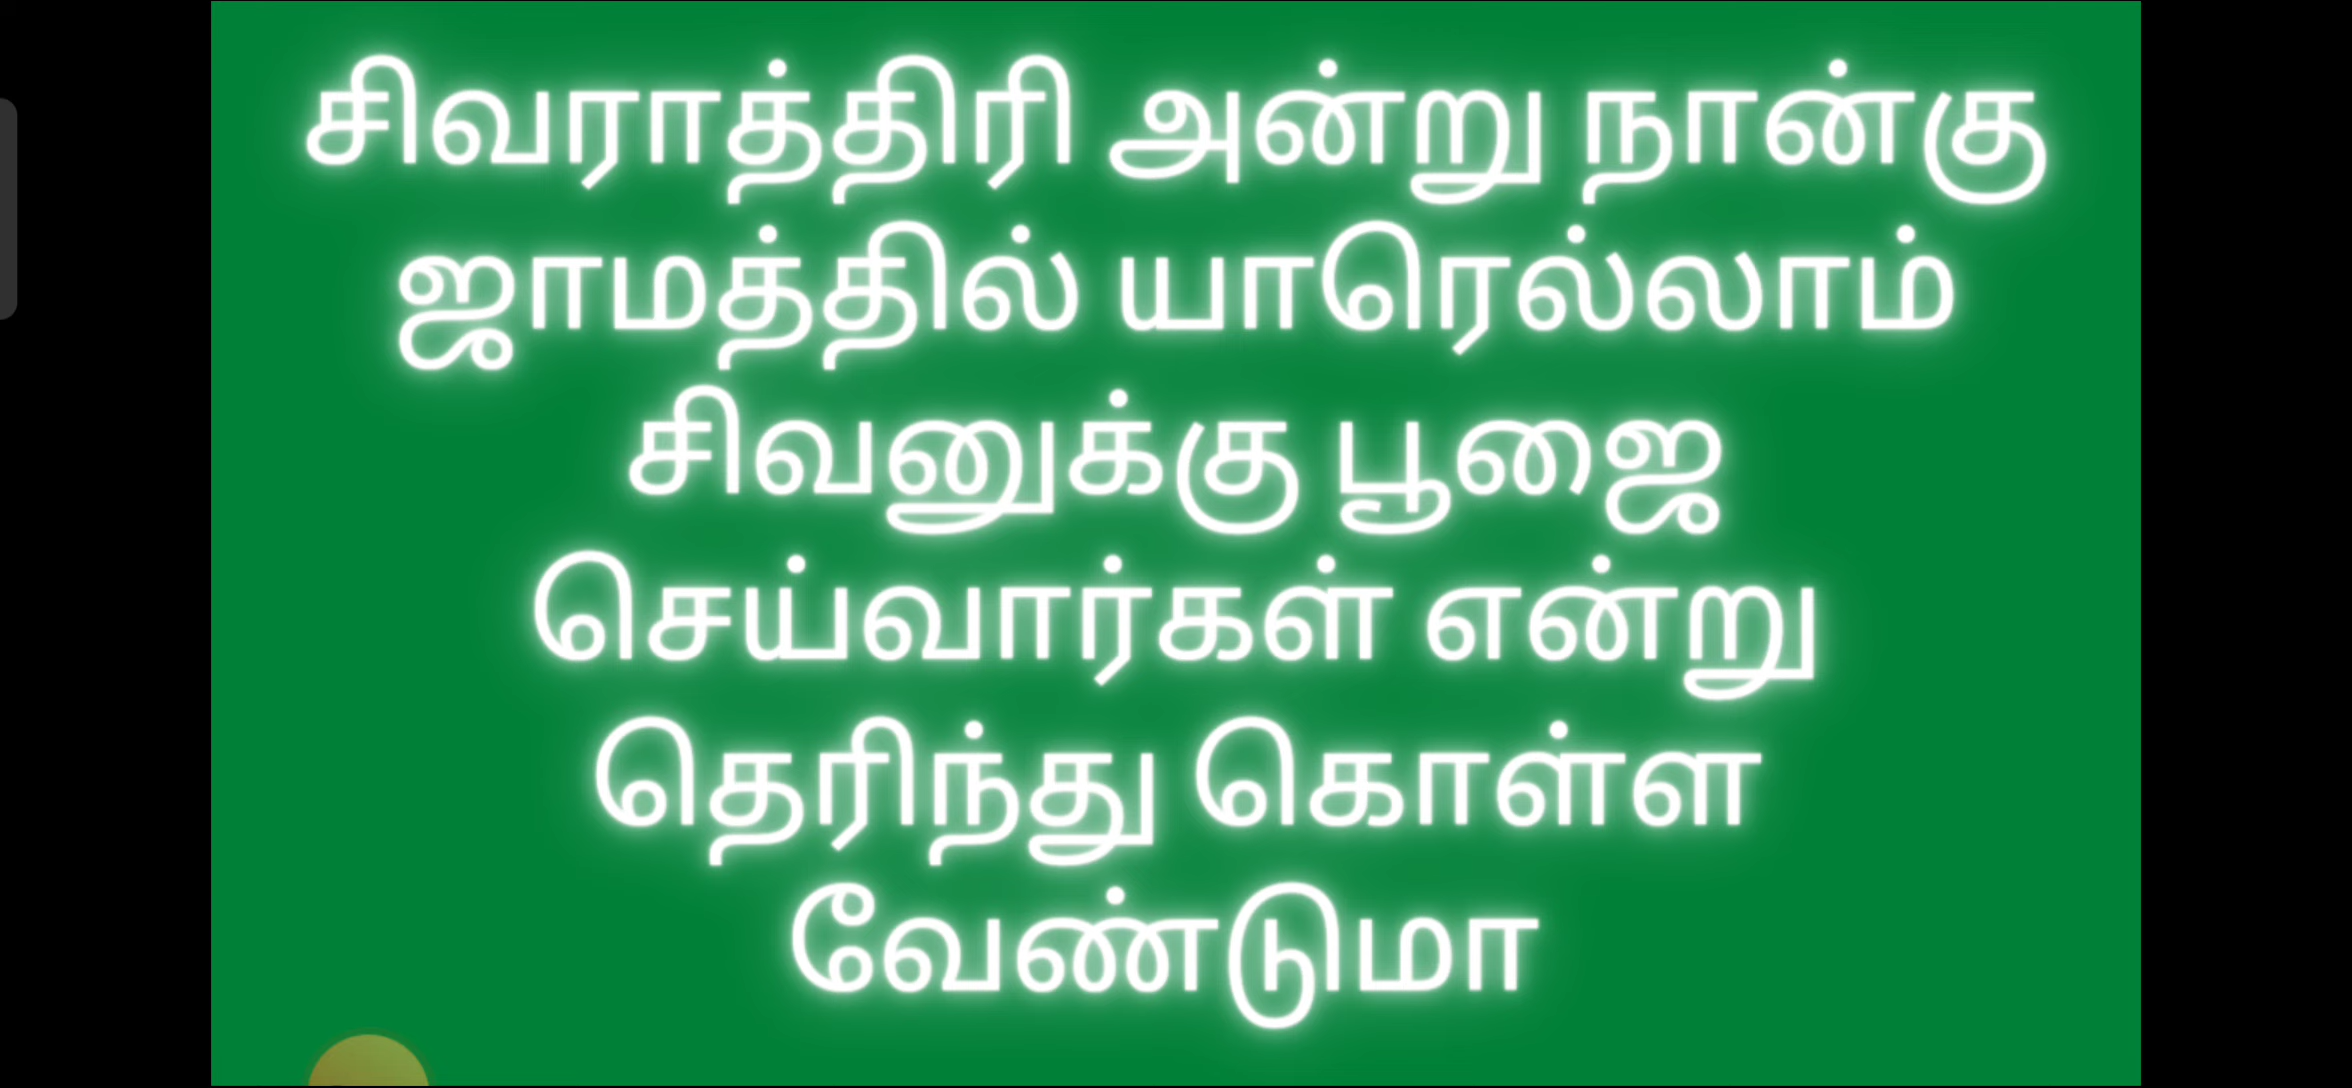 சிவராத்திரி அன்று நான்கு
ஜாமத்தில் யாரெல்லாம்
சிவனுக்கு பூஜை
செய்வார்கள் என்று
தெரிந்து கொள்ள
வேண்டுமா